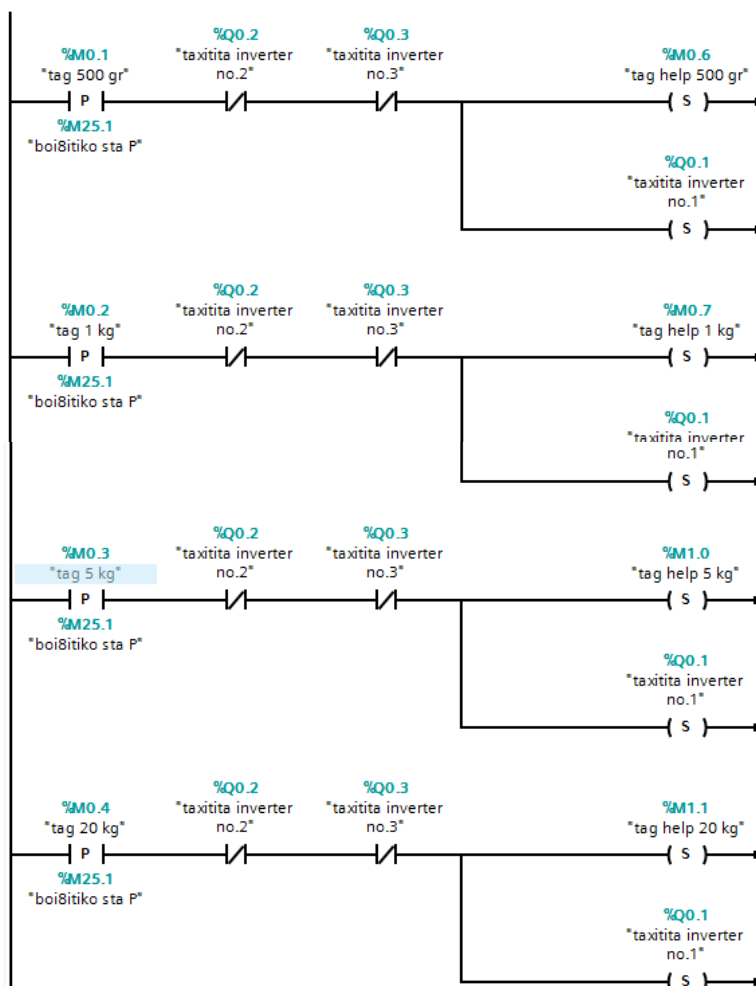 %Q0.2 %Q0.3
%M0.1 "taxitita inverter "taxitita inverter %M0.6
"tag 500 gr" no.2" no.3" "tag help 500 gr"
P S
%M25.1
"boi8itiko sta P"
%Q0.1
"taxitita inverter
no.1"
S
%Q0.2 %Q0.3
%M0.2 "taxitita inverter "taxitita inverter %M0.7
"tag 1 kg" no.2" no.3" "tag help 1 kg"
P S
%M25.1
"boi8itiko sta P"
%Q0.1
"taxitita inverter
no.1"
S
%Q0.2 %Q0.3
%M0.3 "taxitita inverter "taxitita inverter %M1.0
"tag 5 kg" no.2" no.3" "tag help 5 kg"
P S
%M25.1
"boi8itiko sta P"
%Q0.1
"taxitita inverter
no.1"
S
%Q0.2 %Q0.3
%M0.4 "taxitita inverter "taxitita inverter %M1.1
"tag 20 kg" no.2" no.3" "tag help 20 kg"
P S
%M25.1
"boi8itiko sta P"
%Q0.1
"taxitita inverter
no.1"
S